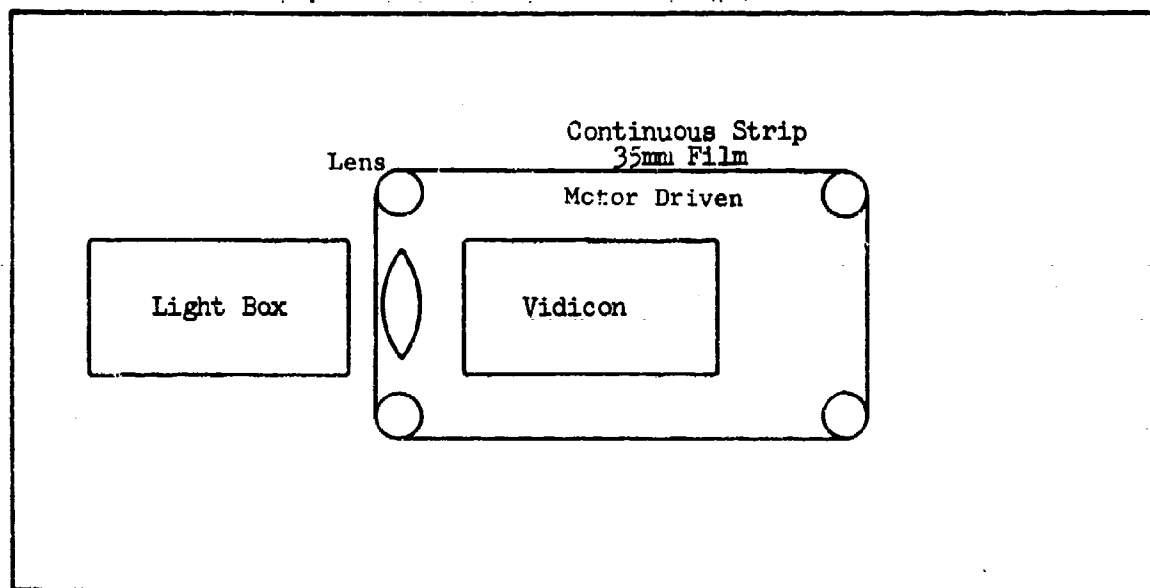 Continuous Strip
35mm Film
Lens
Motor Driven
Light Box
Vidicon